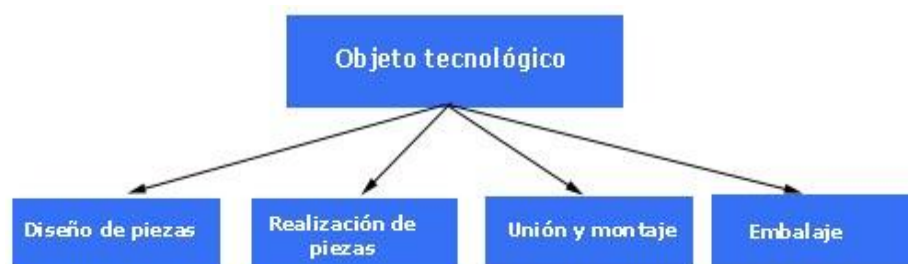 Objeto tecnológico
Diseño de piezas
Realización de
piezas
Unión y montaje
Embalaje